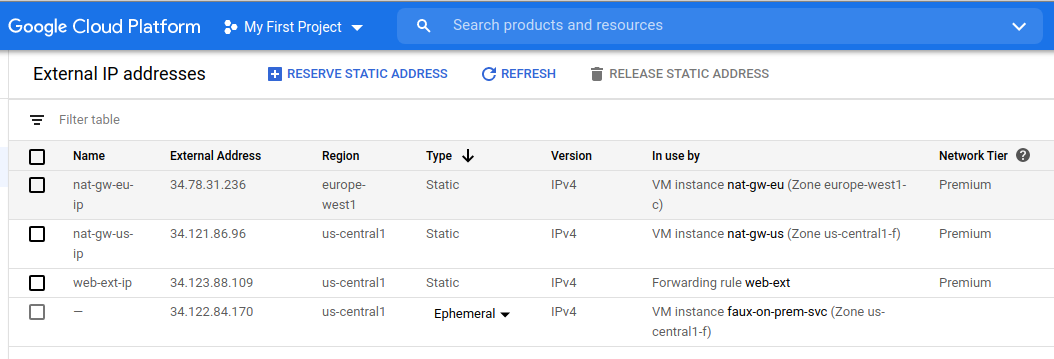 Google Cloud Platform My First Project Search products and resources
External IP addresses RESERVE STATIC ADDRESS REFRESH RELEASE STATIC ADDRESS
Filter table
Name External Address Region Type Version In use by Network Tier ?
nat-gw-eu- 34.78.31.236 europe- Static IPv4 VM instance nat-gw-eu (Zone europe-west1- Premium
ip west1 c)
nat-gw-us- 34.121.86.96 us-central1 Static IPv4 VM instance nat-gw-us (Zone us-central1-f) Premium
ip
web-ext-ip 34.123.88.109 us-central1 Static IPv4 Forwarding rule web-ext Premium
— 34.122.84.170 us-central1 Ephemeral IPv4 VM instance faux-on-prem-svc (Zone us-
central1-f)